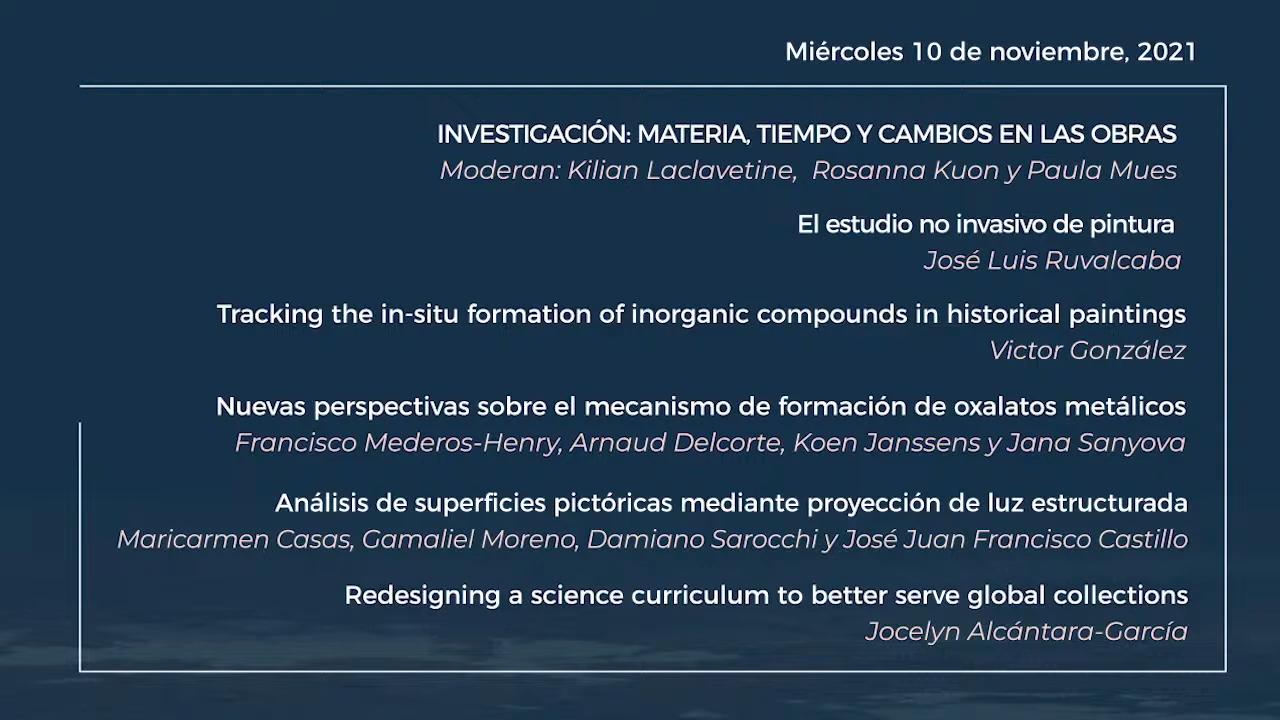 Miércoles 10 de noviembre, 2021
INVESTIGACIÓN: MATERIA, TIEMPO Y CAMBIOS EN LAS OBRAS
Moderan: Kilian Laclavetine, Rosanna Kuon y Paula Mues
El estudio no invasivo de pintura
José Luis Ruvalcaba
Tracking the in-situ formation of inorganic compounds in historical paintings
Victor González
Nuevas perspectivas sobre el mecanismo de formación de oxalatos metálicos
Francisco Mederos-Henry, Arnaud Delcorte, Koen Janssens y Jana Sanyova
Análisis de superficies pictóricas mediante proyección de luz estructurada
Maricarmen Casas, Gamaliel Moreno, Damiano Sarocchi y José Juan Francisco Castillo
Redesigning a science curriculum to better serve global collections
Jocelyn Alcántara-García